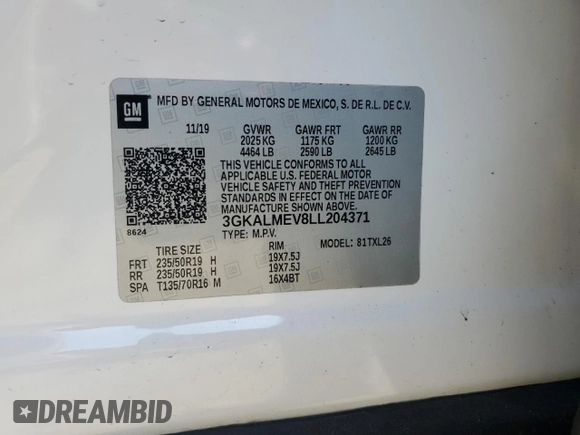 GM
MFD BY GENERAL MOTORS DE MEXICO, S. DE R.L. DE C.V.
11/19 GVWR GAWR FRT GAWR RR
2025 KG 1175 KG 1200 KG
4464 LB 2590 LB 2645 LB
THIS VEHICLE CONFORMS TO ALL
APPLICABLE U.S. FEDERAL MOTOR
VEHICLE SAFETY AND THEFT PREVENTION
STANDARDS IN EFFECT ON THE DATE OF
MANUFACTURE SHOWN ABOVE.
8624 3GKALMEV8LL204371
TYPE: M.P.V. MODEL: 81TXL26
TIRE SIZE RIM
FRT 235/50R19 H 19X7.5J
RR 235/50R19 H 19X7.5J
SPA T135/70R16 M 16X4BT
DREAMBID